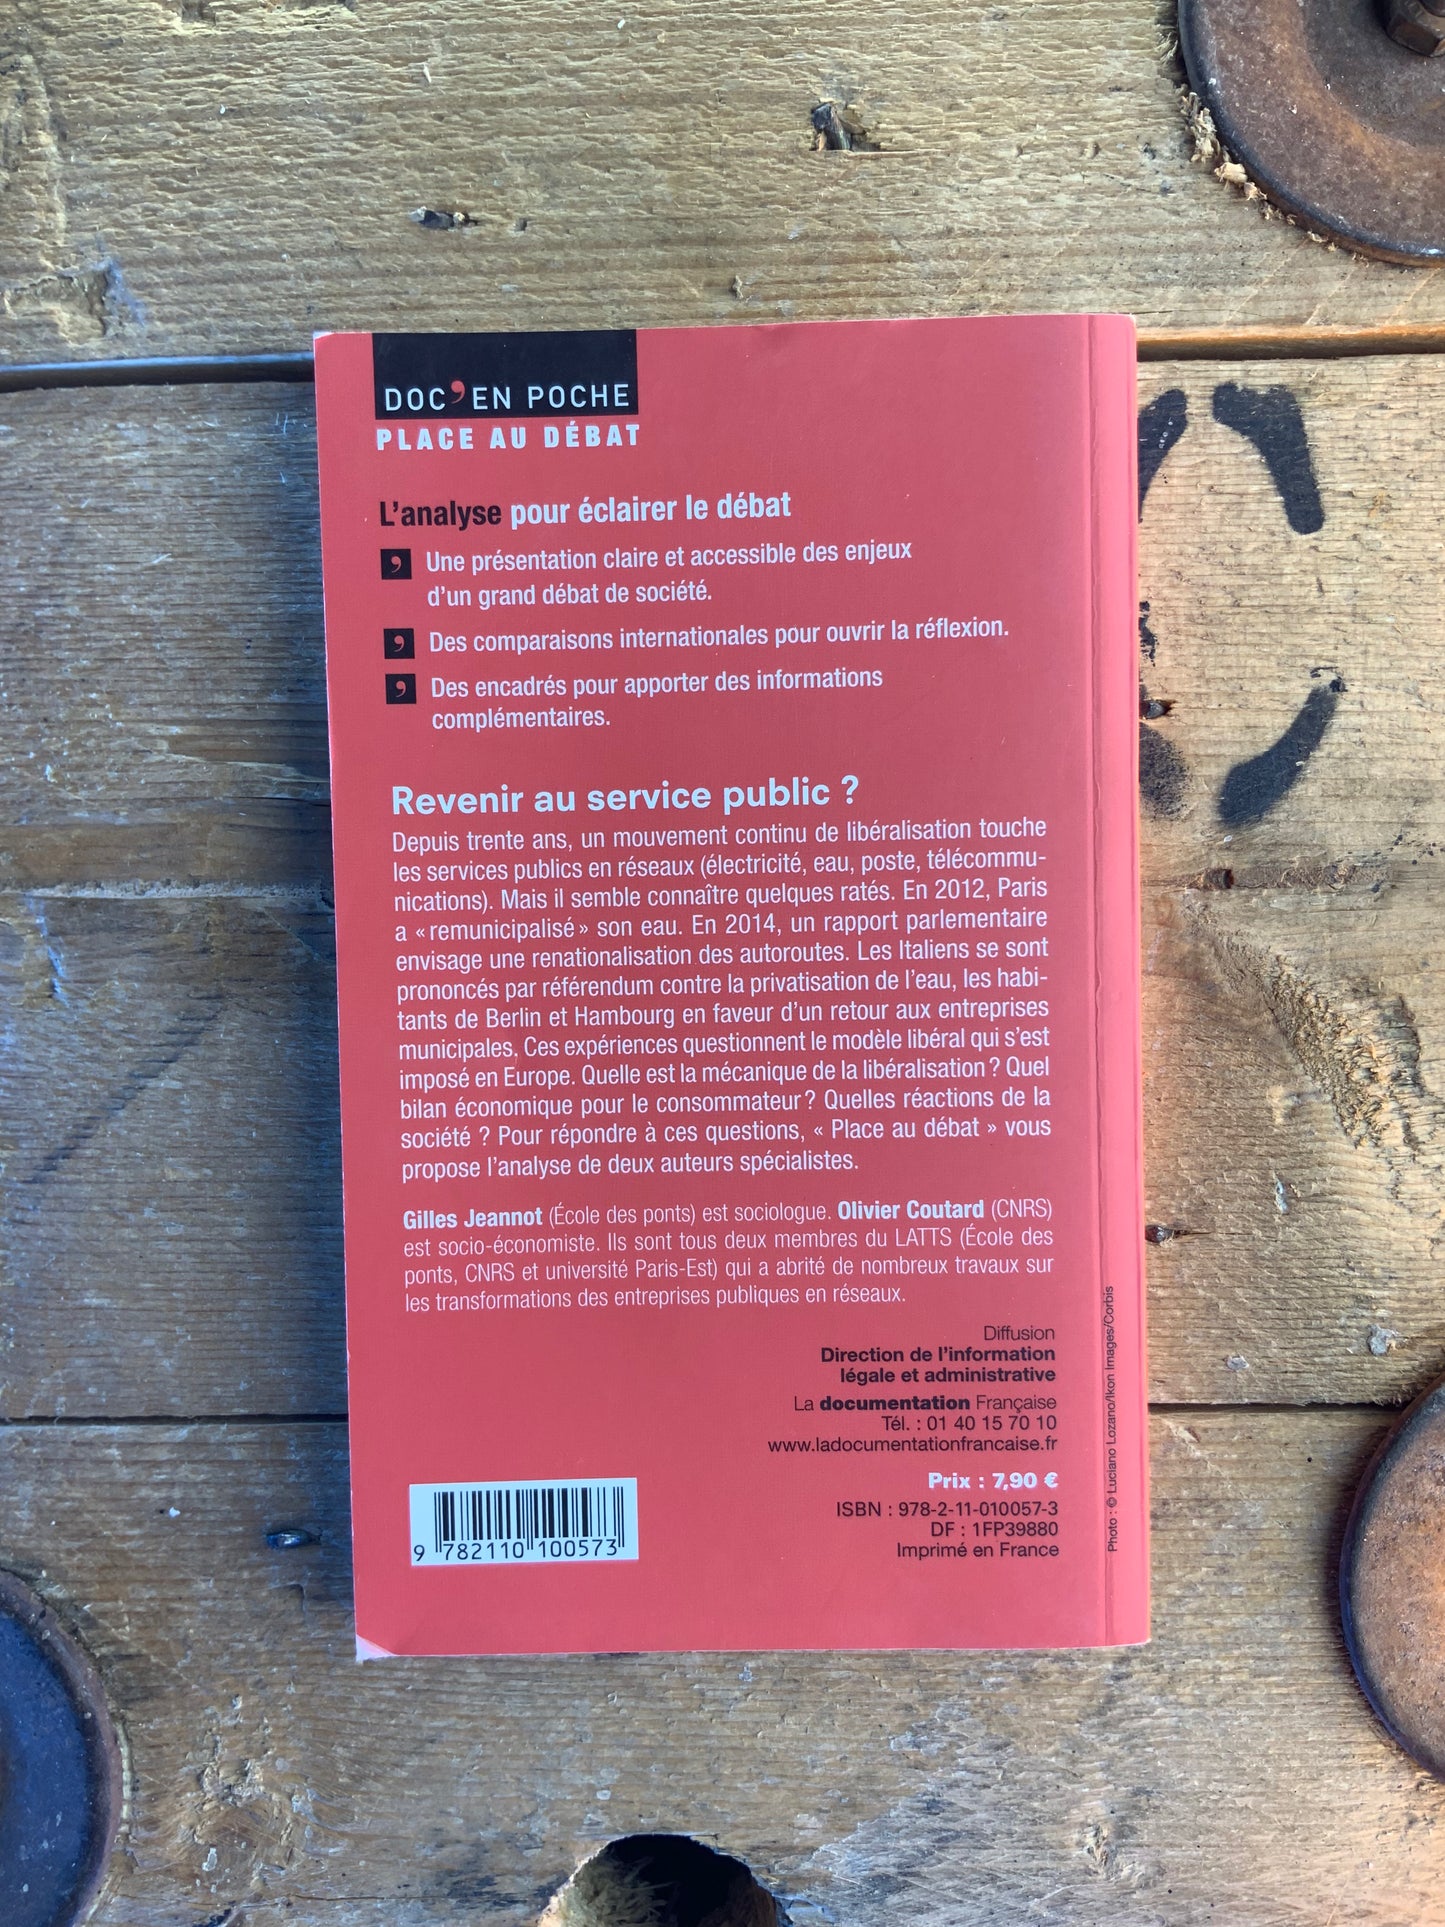 DOC’EN POCHE
PLACE AU DÉBAT
L’analyse pour éclairer le débat
Une présentation claire et accessible des enjeux
d’un grand débat de société.
Des comparaisons internationales pour ouvrir la réflexion.
Des encadrés pour apporter des informations
complémentaires.
Revenir au service public ?
Depuis trente ans, un mouvement continu de libéralisation touche
les services publics en réseaux (électricité, eau, poste, télécommu-
nications). Mais il semble connaître quelques ratés. En 2012, Paris
a « remunicipalisé » son eau. En 2014, un rapport parlementaire
envisage une renationalisation des autoroutes. Les Italiens se sont
prononcés par référendum contre la privatisation de l’eau, les habi-
tants de Berlin et Hambourg en faveur d’un retour aux entreprises
municipales. Ces expériences questionnent le modèle libéral qui s’est
imposé en Europe. Quelle est la mécanique de la libéralisation ? Quel
bilan économique pour le consommateur ? Quelles réactions de la
société ? Pour répondre à ces questions, « Place au débat » vous
propose l’analyse de deux auteurs spécialistes.
Gilles Jeannot (École des ponts) est sociologue. Olivier Coutard (CNRS)
est socio-économiste. Ils sont tous deux membres du LATTS (École des
ponts, CNRS et université Paris-Est) qui a abrité de nombreux travaux sur
les transformations des entreprises publiques en réseaux.
Diffusion
Direction de l’information
légale et administrative
La documentation Française
Tél. : 01 40 15 70 10
www.ladocumentationfrancaise.fr
Prix : 7,90 €
ISBN : 978-2-11-010057-3
DF : 1FP39880
Imprimé en France
9 782110 100573
Photo : © Luciano Lozano/Ikon Images/Corbis